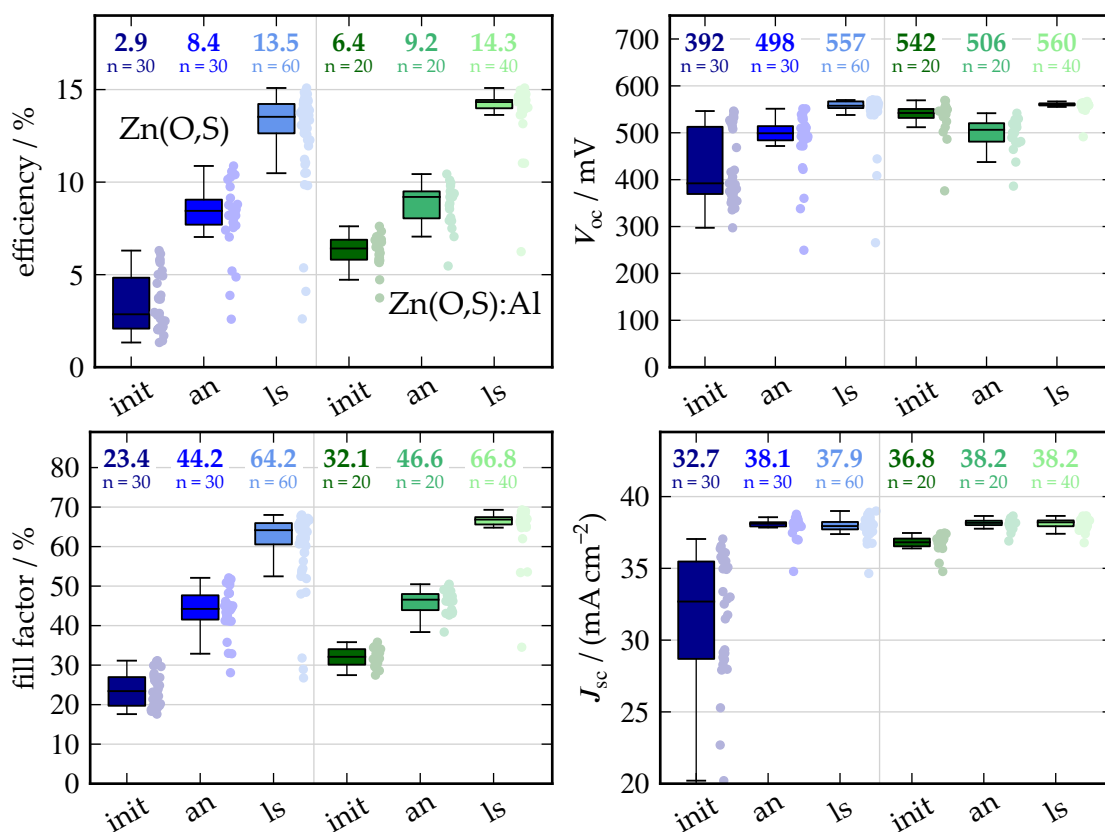 2.9 8.4 13.5 6.4 9.2 14.3
n = 30 n = 30 n = 60 n = 20 n = 20 n = 40
15
Zn(O,S)
10
efficiency / %
5
Zn(O,S):Al
0
init an ls init an ls
700
392 498 557 542 506 560
n = 30 n = 30 n = 60 n = 20 n = 20 n = 40
600
500
400
Voc / mV
300
200
100
0
init an ls init an ls
80
23.4 44.2 64.2 32.1 46.6 66.8
n = 30 n = 30 n = 60 n = 20 n = 20 n = 40
70
60
50
40
fill factor / %
30
20
10
0
init an ls init an ls
32.7 38.1 37.9 36.8 38.2 38.2
n = 30 n = 30 n = 60 n = 20 n = 20 n = 40
40
35
30
Jsc / (mA cm−2)
25
20
init an ls init an ls